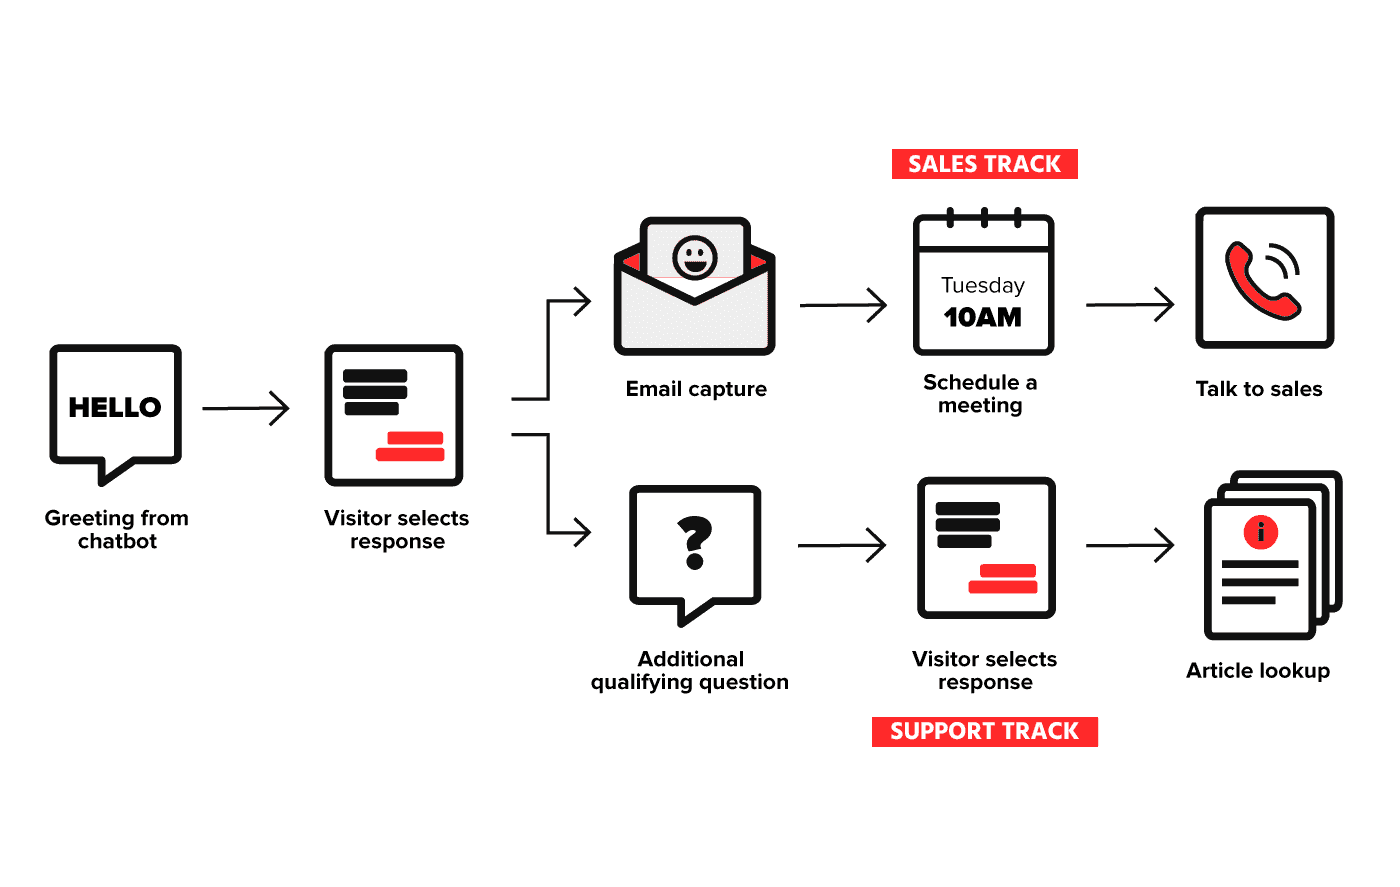 SALES TRACK
Tuesday
10AM
Email capture
Schedule a
meeting
Talk to sales
HELLO
Greeting from
chatbot
Visitor selects
response
?
Additional
qualifying question
Visitor selects
response
i
Article lookup
SUPPORT TRACK